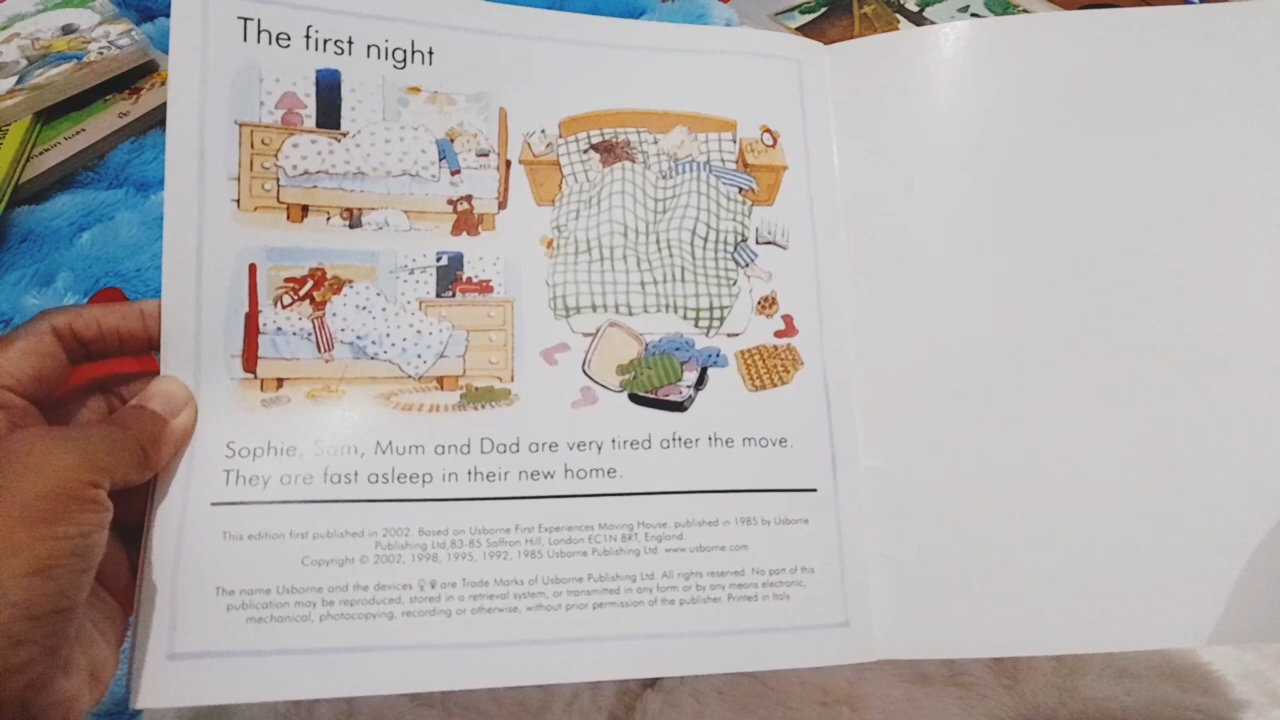 The first night
Sophie, Sam, Mum and Dad are very tired after the move.
They are fast asleep in their new home.
This edition first published in 2002. Based on Usborne First Experiences Moving House, published in 1985 by Usborne
Publishing Ltd,83-85 Saffron Hill, London EC1N 8RT, England.
Copyright © 2002, 1998, 1995, 1992, 1985 Usborne Publishing Ltd. www.usborne.com
The name Usborne and the devices are Trade Marks of Usborne Publishing Ltd. All rights reserved. No part of this
publication may be reproduced, stored in a retrieval system, or transmitted in any form or by any means electronic,
mechanical, photocopying, recording or otherwise, without prior permission of the publisher. Printed in Italy.